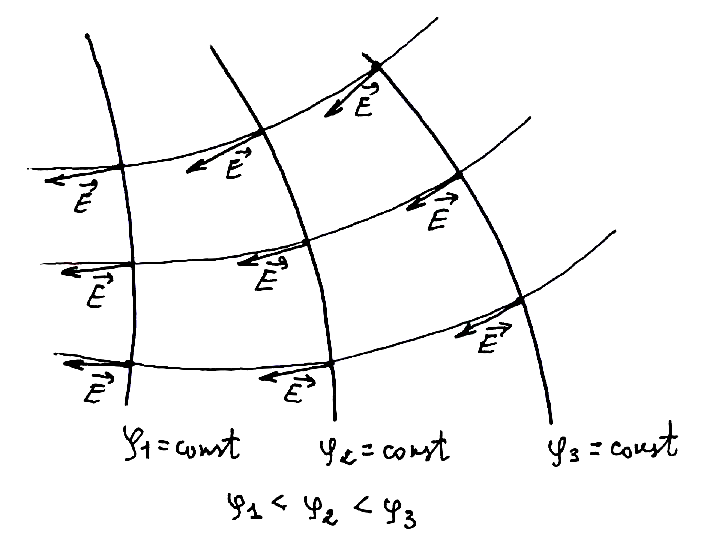 E⃗
E⃗ E⃗
E⃗
E⃗ E⃗
E⃗
E⃗ E⃗ E⃗
φ1 = const φ2 = const φ3 = const
φ1 < φ2 < φ3